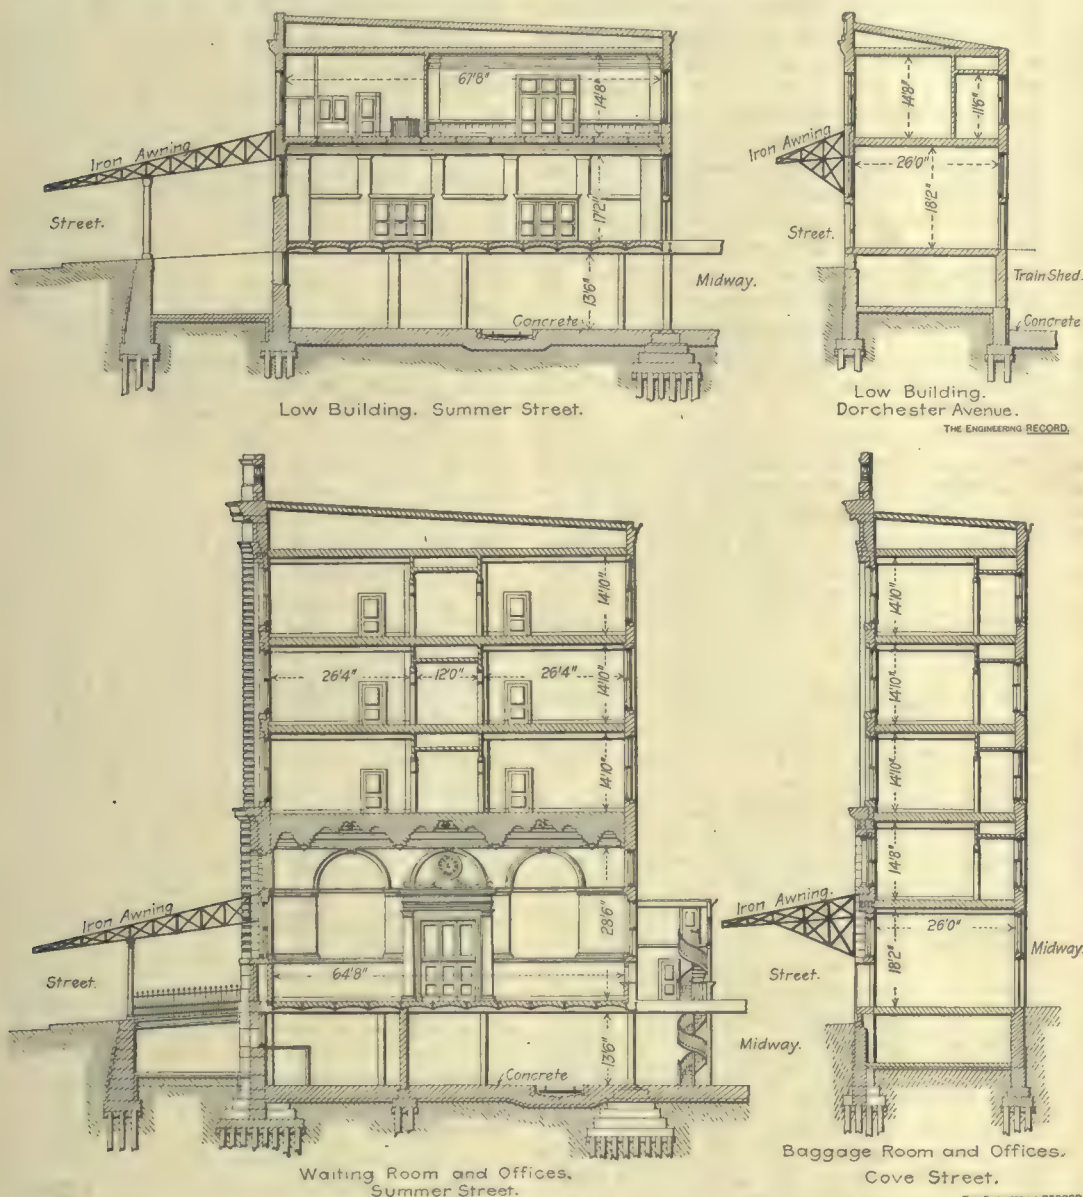 67'8"
14'8"
Iron Awning
17'2"
Street.
13'6"
Midway.
Concrete
Low Building. Summer Street.
14'8"
11'6"
Iron Awning
26'0"
18'2"
Street.
Train Shed.
Concrete
Low Building.
Dorchester Avenue.
THE ENGINEERING RECORD.
14'10"
26'4"
12'0"
26'4"
14'10"
14'10"
Iron Awning
28'6"
64'8"
Street.
13'6"
Midway.
Concrete
Waiting Room and Offices,
Summer Street.
14'10"
14'10"
14'10"
14'8"
Iron Awning.
26'0"
18'2"
Midway.
Street.
Baggage Room and Offices.
Cove Street.